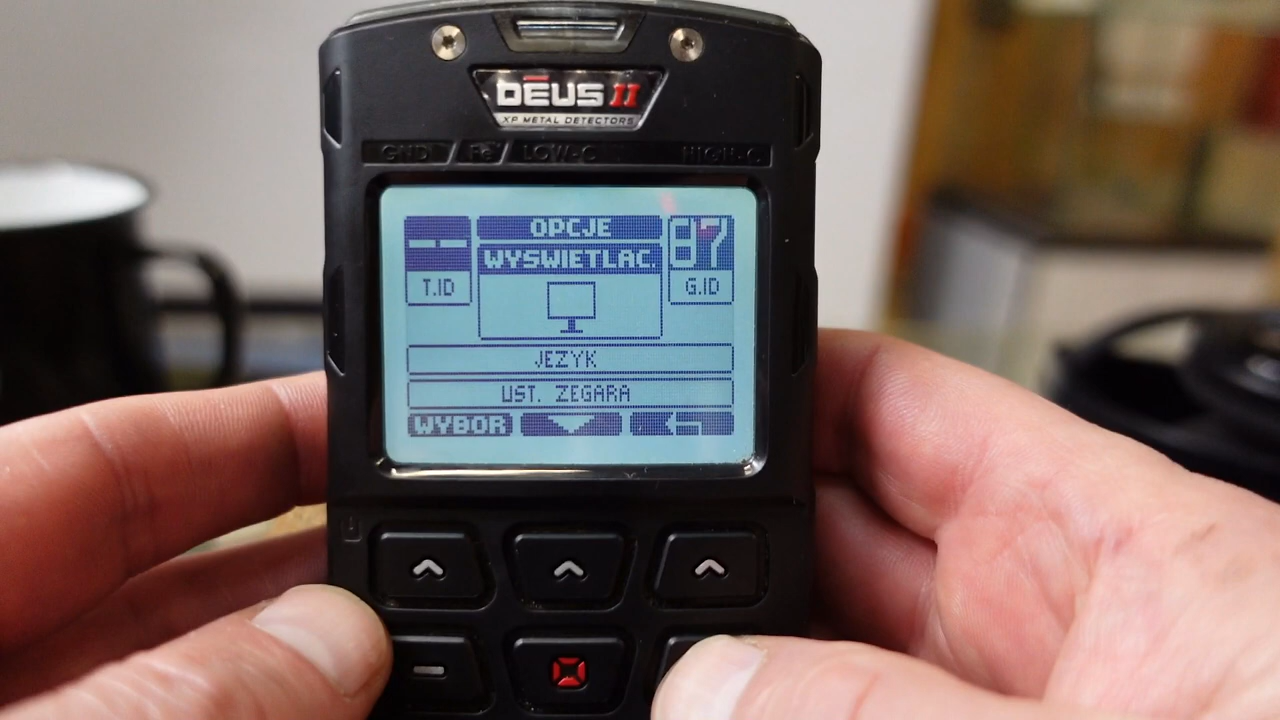 DEUS II
XP METAL DETECTORS
GND Fe LOW-C HIGH-C
-- OPCJE 87
WYSWIETLAC.
T.ID G.ID
JEZYK
UST. ZEGARA
WYBOR